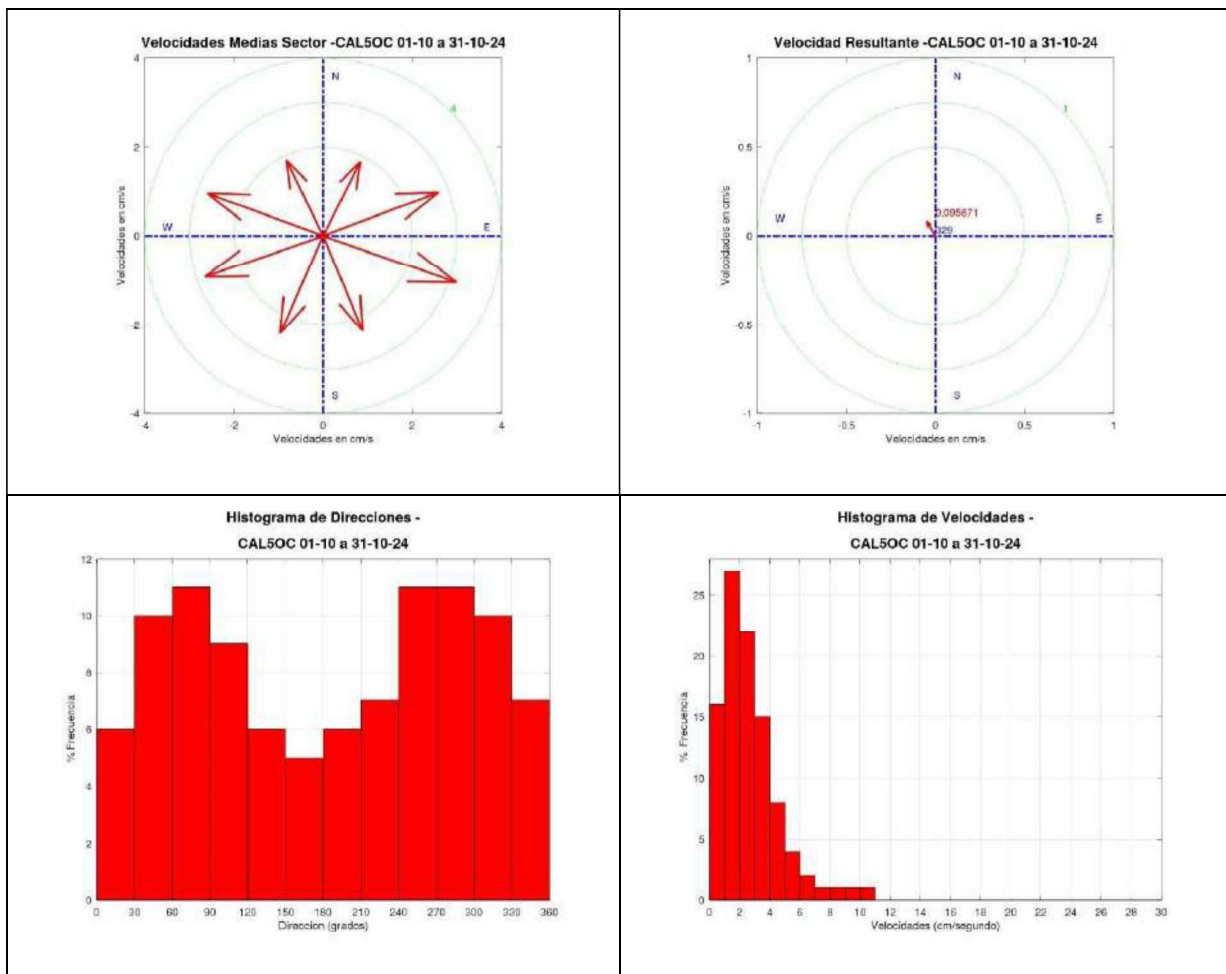 Velocidades Medias Sector -CAL5OC 01-10 a 31-10-24
4
N
4
2
Velocidades en cm/s
W
E
0
-2
S
-4
-4
-2
0
2
4
Velocidades en cm/s
Velocidad Resultante -CAL5OC 01-10 a 31-10-24
1
N
1
0.5
Velocidades en cm/s
0.095871
W
E
0
329
-0.5
S
-1
-1
-0.5
0
0.5
1
Velocidades en cm/s
Histograma de Direcciones -
CAL5OC 01-10 a 31-10-24
12
10
8
6
% Frecuencia
4
2
0
0 30 60 90 120 150 180 210 240 270 300 330 360
Direccion (grados)
Histograma de Velocidades -
CAL5OC 01-10 a 31-10-24
25
20
15
% Frecuencia
10
5
0
0 2 4 6 8 10 12 14 16 18 20 22 24 26 28 30
Velocidades (cm/segundo)